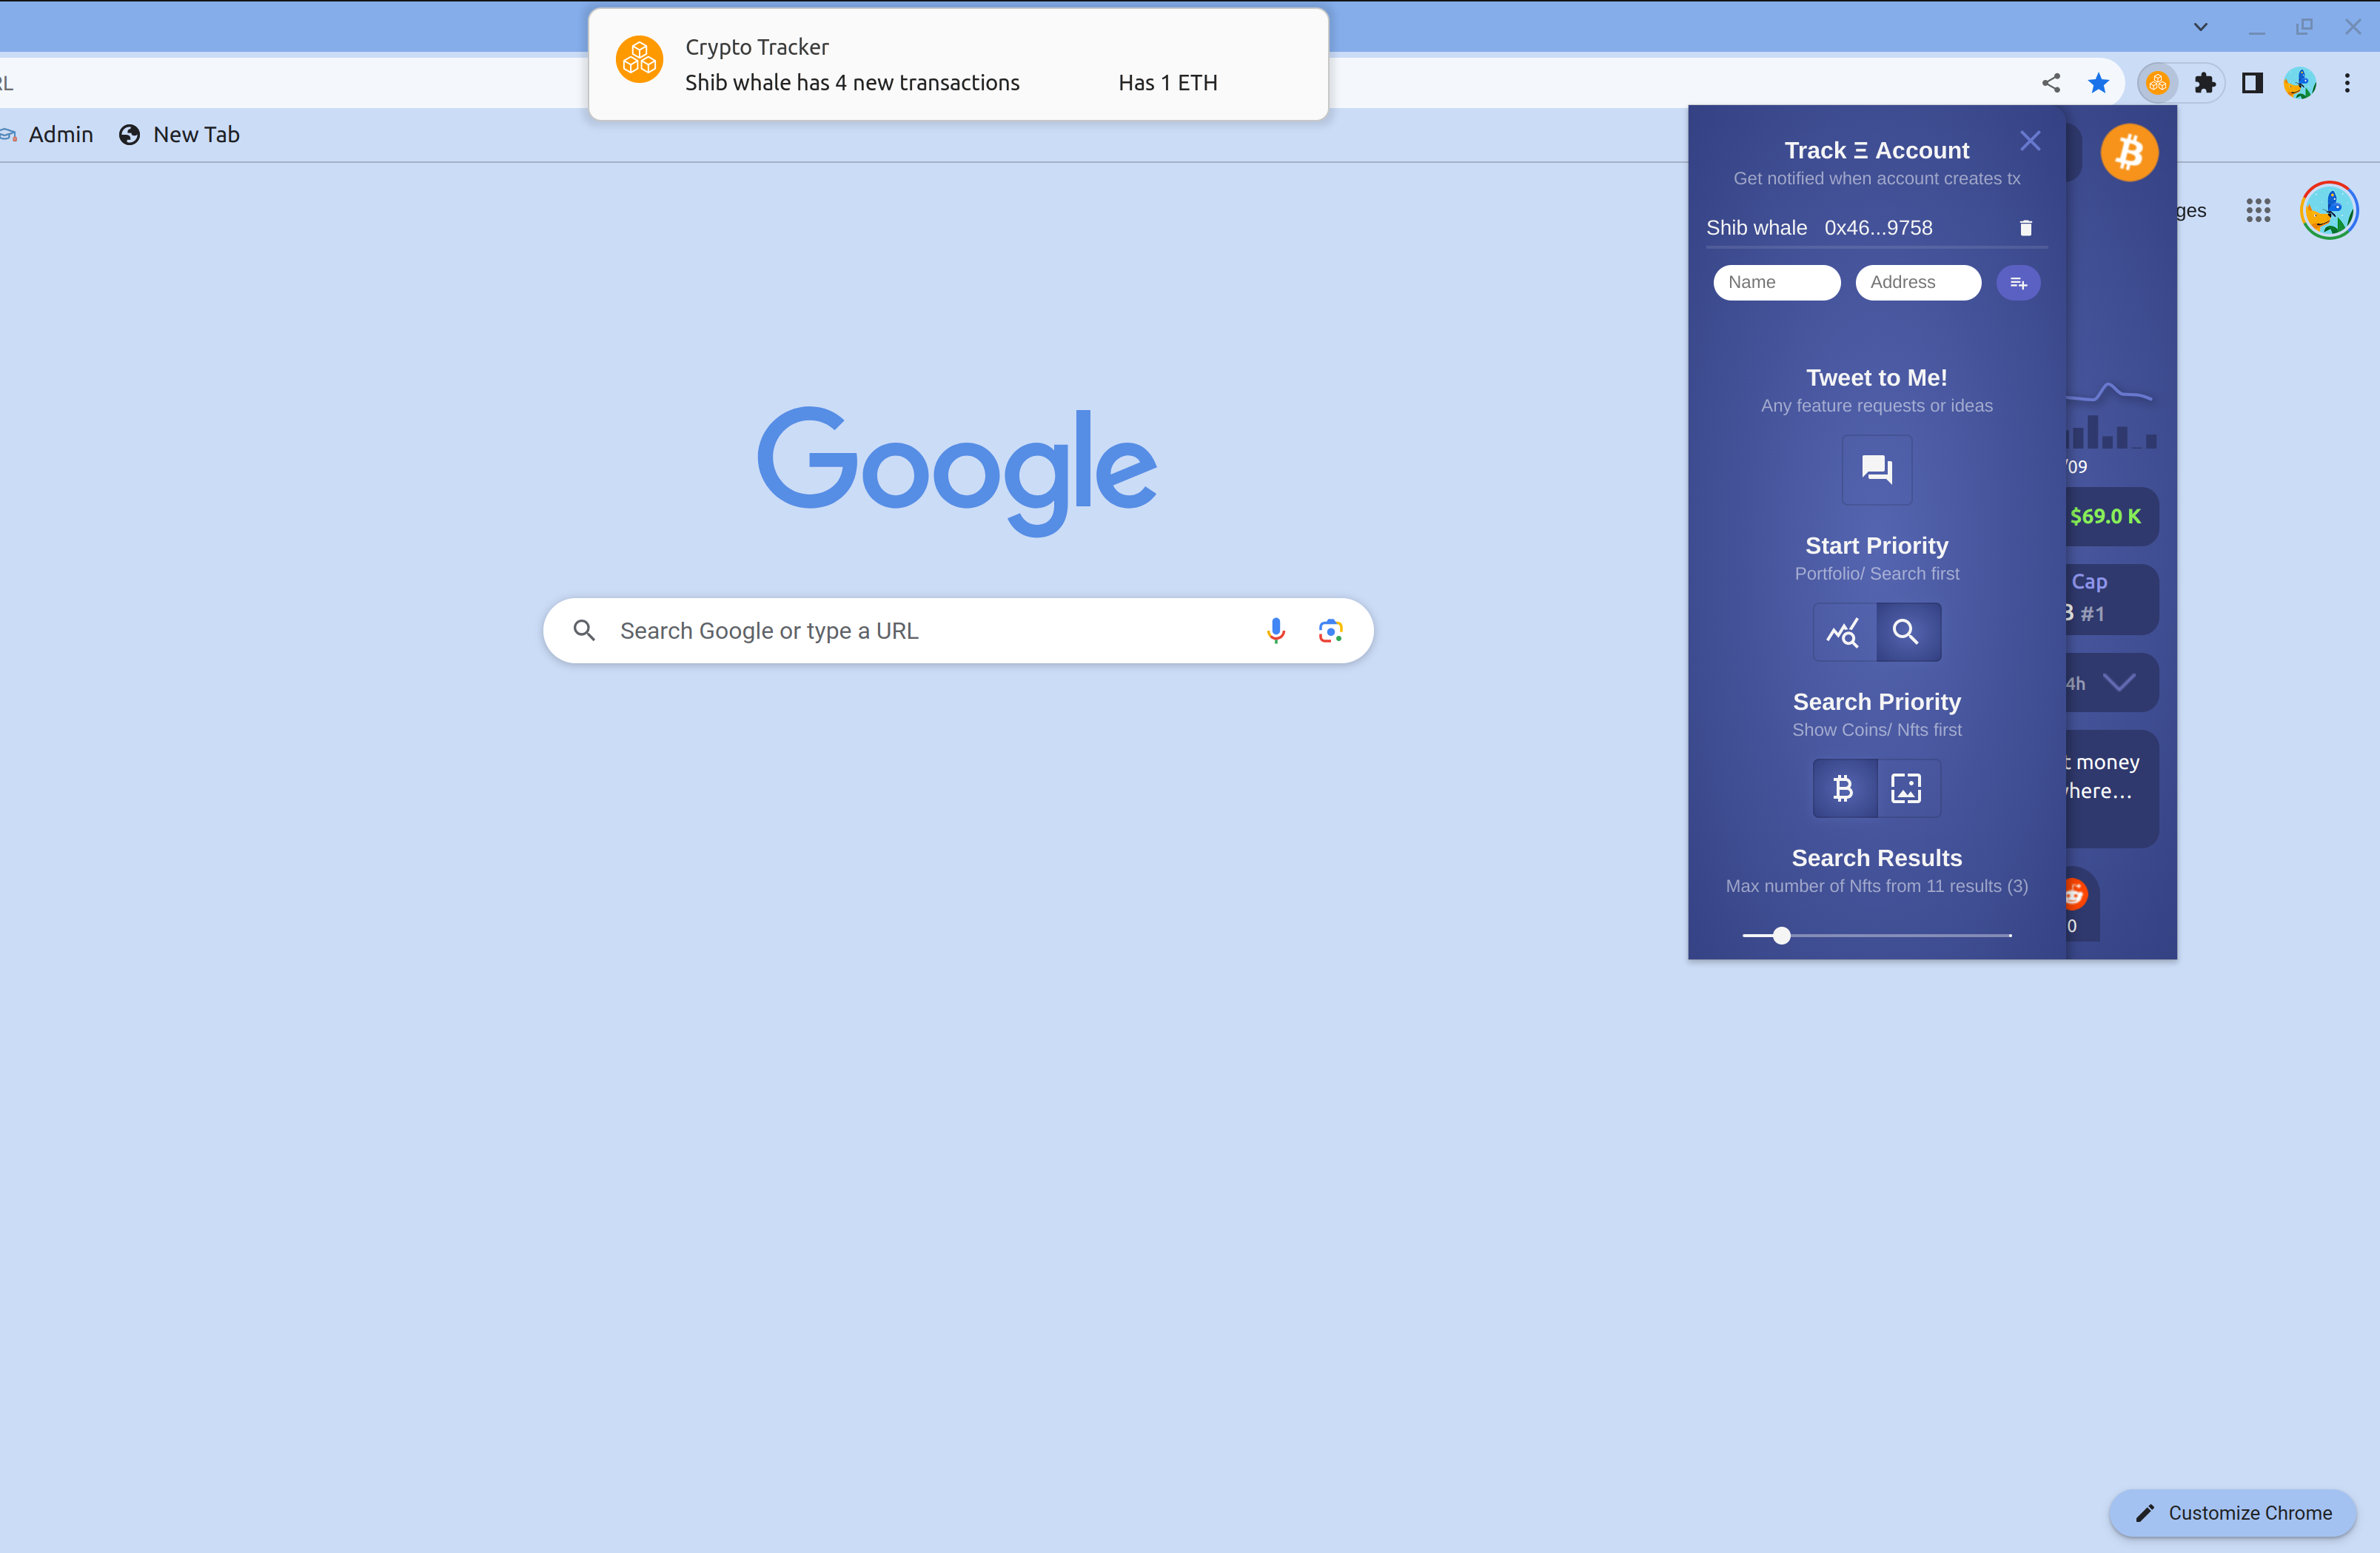 Crypto Tracker
Shib whale has 4 new transactions Has 1 ETH
RL
Admin New Tab
Track Ξ Account
Get notified when account creates tx
Shib whale 0x46...9758
Name Address
ges
Google
Search Google or type a URL
Tweet to Me!
Any feature requests or ideas
/09
$69.0 K
Start Priority
Portfolio/ Search first
Cap
B #1
4h
Search Priority
Show Coins/ Nfts first
t money
where...
Search Results
Max number of Nfts from 11 results (3)
0
Customize Chrome